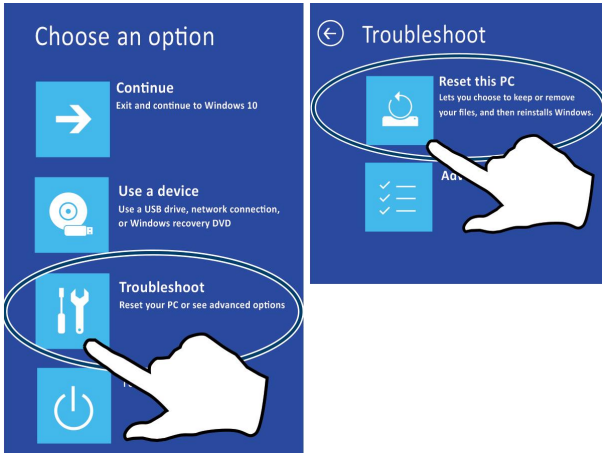 Choose an option
Continue
Exit and continue to Windows 10
Use a device
Use a USB drive, network connection,
or Windows recovery DVD
Troubleshoot
Reset your PC or see advanced options
Troubleshoot
Reset this PC
Lets you choose to keep or remove
your files, and then reinstalls Windows.